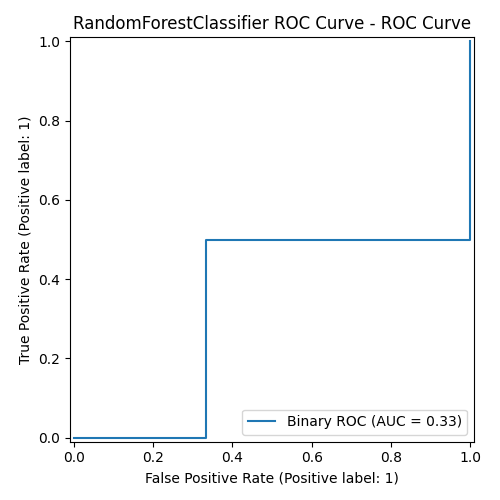 RandomForestClassifier ROC Curve - ROC Curve
1.0
0.8
0.6
0.4
0.2
0.0
True Positive Rate (Positive label: 1)
Binary ROC (AUC = 0.33)
0.0 0.2 0.4 0.6 0.8 1.0
False Positive Rate (Positive label: 1)